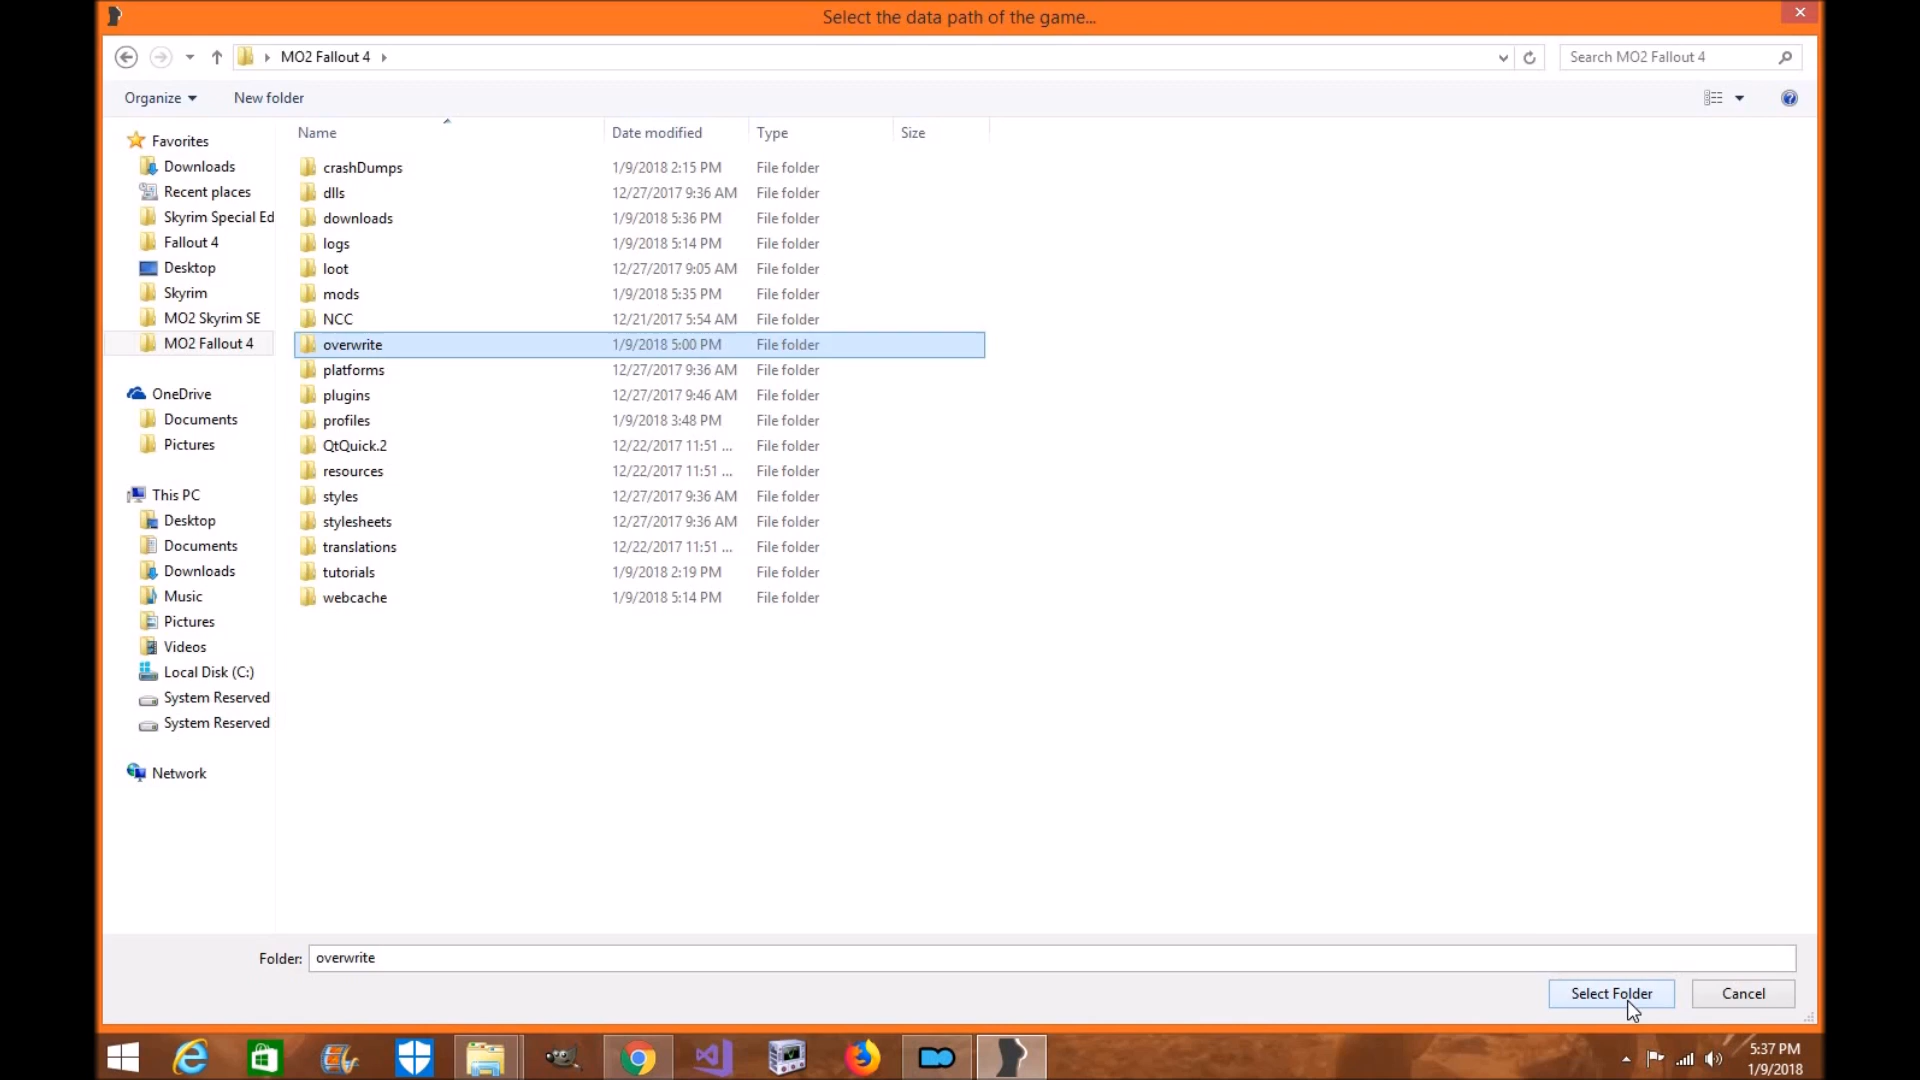 Select the data path of the game...
MO2 Fallout 4
Search MO2 Fallout 4
Organize
New folder
Name
Date modified
Type
Size
Favorites
Downloads
Recent places
Skyrim Special Ed
Fallout 4
Desktop
Skyrim
MO2 Skyrim SE
MO2 Fallout 4
OneDrive
Documents
Pictures
This PC
Desktop
Documents
Downloads
Music
Pictures
Videos
Local Disk (C:)
System Reserved
System Reserved
Network
crashDumps 1/9/2018 2:15 PM File folder
dlls 12/27/2017 9:36 AM File folder
downloads 1/9/2018 5:36 PM File folder
logs 1/9/2018 5:14 PM File folder
loot 12/27/2017 9:05 AM File folder
mods 1/9/2018 5:35 PM File folder
NCC 12/21/2017 5:54 AM File folder
overwrite 1/9/2018 5:00 PM File folder
platforms 12/27/2017 9:36 AM File folder
plugins 12/27/2017 9:46 AM File folder
profiles 1/9/2018 3:48 PM File folder
QtQuick.2 12/22/2017 11:51 ... File folder
resources 12/22/2017 11:51 ... File folder
styles 12/27/2017 9:36 AM File folder
stylesheets 12/27/2017 9:36 AM File folder
translations 12/22/2017 11:51 ... File folder
tutorials 1/9/2018 2:19 PM File folder
webcache 1/9/2018 5:14 PM File folder
Folder: overwrite
Select Folder
Cancel
5:37 PM
1/9/2018